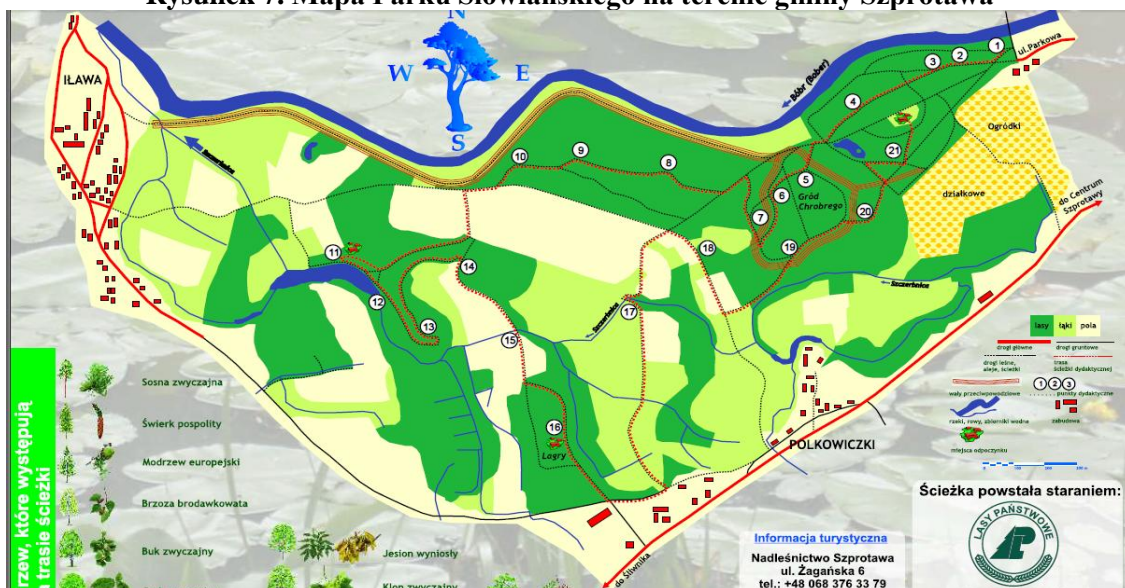 Rysunek 7. Mapa Parku Słowiańskiego na terenie gminy Szprotawa
N
W
E
S
IŁAWA
Szczerbnica
Bóbr (Bober)
ul.Parkowa
1
2
3
4
Ogródki
działkowe
21
do Centrum
Szprotawy
10
9
8
5
6
Gród
Chrobrego
7
20
19
18
11
14
12
13
15
17
Szczerbnica
Szczerbnica
16
Lagry
POLKOWICZKI
do Śliwnika
lasy
łąki
pola
drogi główne
drogi gruntowe
drogi leśne,
aleje, ścieżki
trasa
ścieżki dydaktycznej
wały przeciwpowodziowe
1 2 3
punkty dydaktyczne
rzeki, rowy, zbiorniki wodne
zabudowa
miejsca odpoczynku
rzew, które występują
trasie ścieżki
Sosna zwyczajna
Świerk pospolity
Modrzew europejski
Brzoza brodawkowata
Buk zwyczajny
Jesion wyniosły
Klon zwyczajny
Informacja turystyczna
Nadleśnictwo Szprotawa
ul. Żagańska 6
tel.: +48 068 376 33 79
Ścieżka powstała staraniem:
LASY PAŃSTWOWE